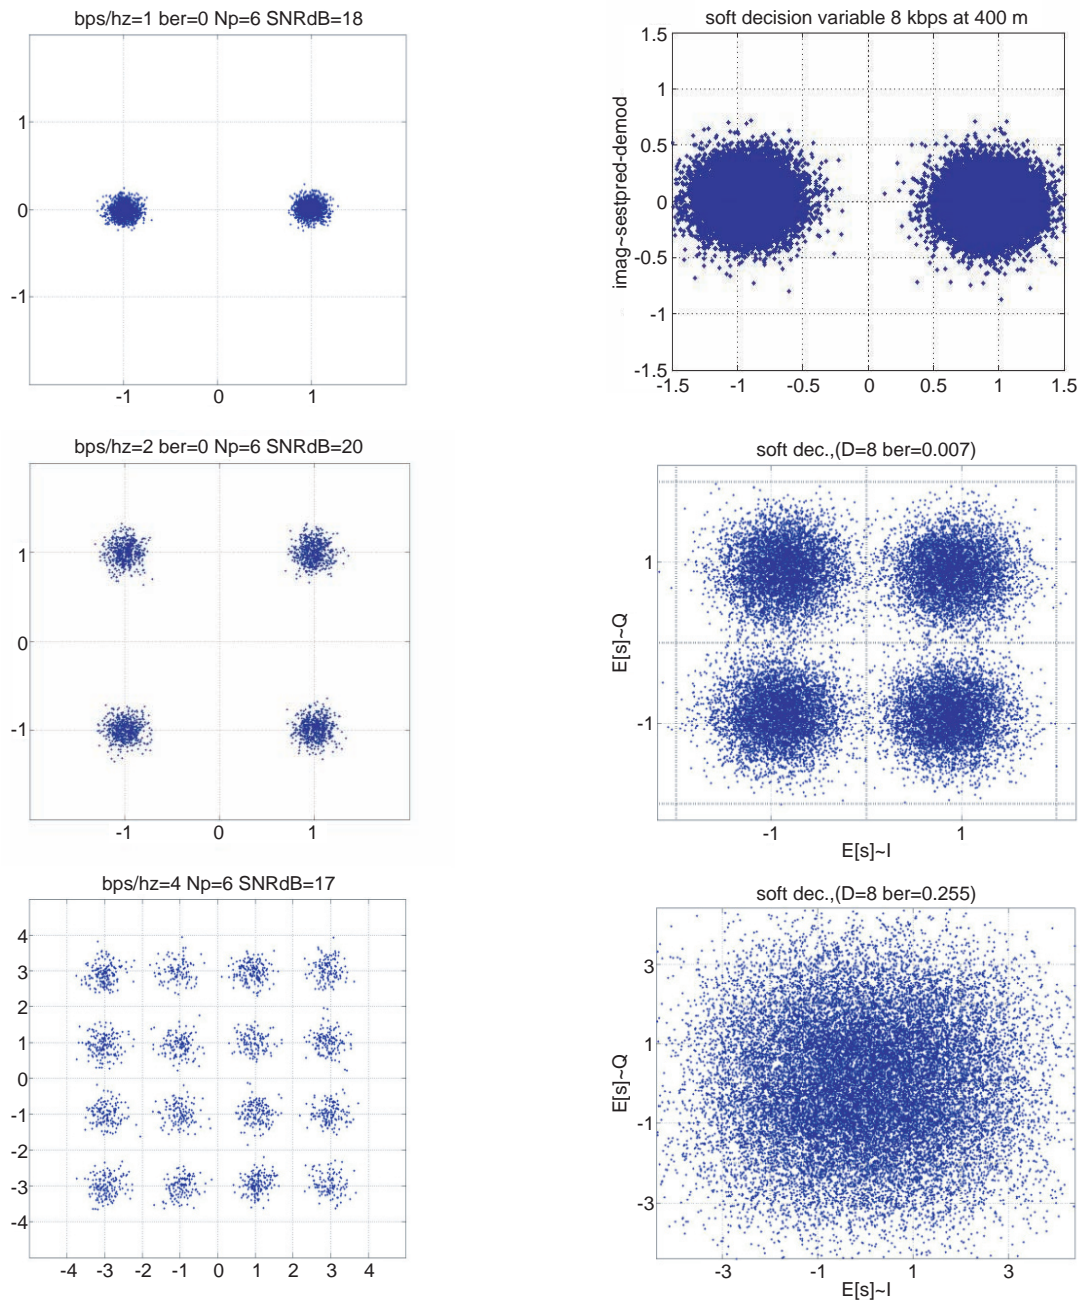 bps/hz=1 ber=0 Np=6 SNRdB=18
1
0
-1
-1 0 1
soft decision variable 8 kbps at 400 m
imag~sestpred-demod
1.5
1
0.5
0
-0.5
-1
-1.5
-1.5 -1 -0.5 0 0.5 1 1.5
bps/hz=2 ber=0 Np=6 SNRdB=20
1
0
-1
-1 0 1
soft dec.,(D=8 ber=0.007)
E[s]~Q
1
-1
-1 1
E[s]~I
bps/hz=4 Np=6 SNRdB=17
4
3
2
1
0
-1
-2
-3
-4
-4 -3 -2 -1 0 1 2 3 4
soft dec.,(D=8 ber=0.255)
E[s]~Q
3
1
-1
-3
-3 -1 1 3
E[s]~I